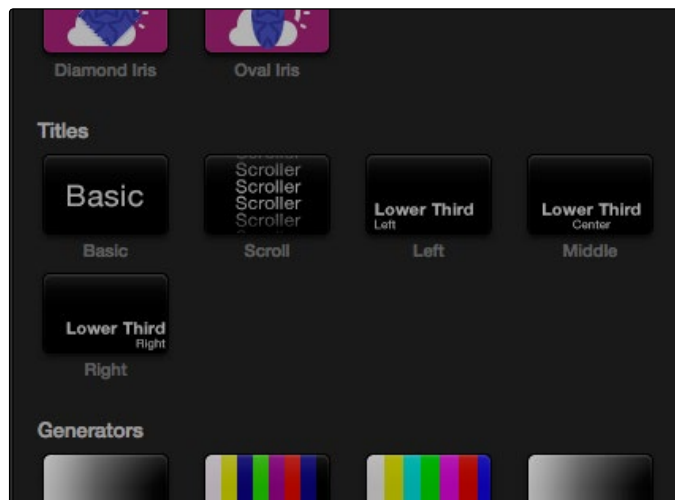 Diamond Iris
Oval Iris
Titles
Basic
Scroller
Scroller
Scroller
Scroller
Scroller
Lower Third
Left
Lower Third
Center
Basic
Scroll
Left
Middle
Lower Third
Right
Right
Generators